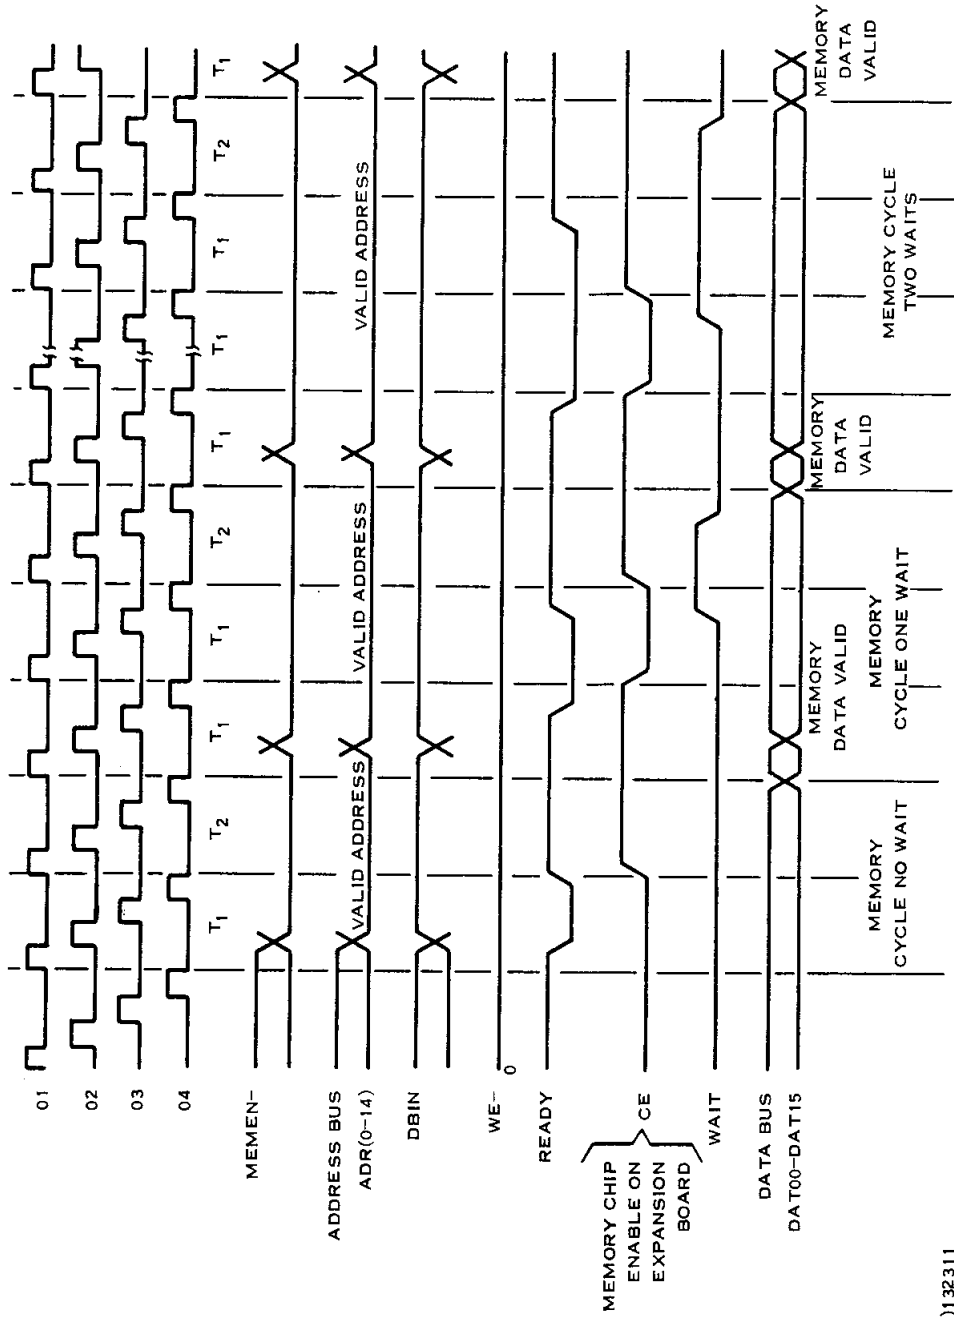 01
02
03
04
T1 T2 T1 T1 T2 T1 T1 T1 T2 T1
MEMEN-
ADDRESS BUS
ADR(0-14)
VALID ADDRESS VALID ADDRESS VALID ADDRESS
DBIN
WE-
0
READY
MEMORY CHIP
ENABLE ON
EXPANSION
BOARD
CE
WAIT
DATA BUS
DAT00-DAT15
MEMORY
DATA VALID
MEMORY
DATA
VALID
MEMORY
DATA
VALID
MEMORY
CYCLE NO WAIT
MEMORY
CYCLE ONE WAIT
MEMORY CYCLE
TWO WAITS
)132311